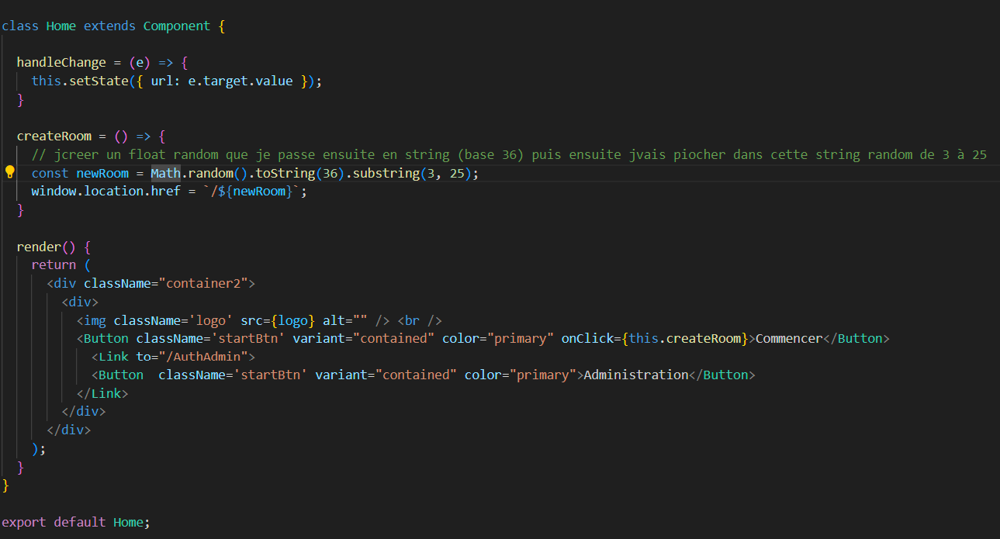 class Home extends Component {
handleChange = (e) => {
this.setState({ url: e.target.value });
}
createRoom = () => {
// jcreer un float random que je passe ensuite en string (base 36) puis ensuite jvais piocher dans cette string random de 3 à 25
const newRoom = Math.random().toString(36).substring(3, 25);
window.location.href = `/${newRoom}`;
}
render() {
return (
<div className="container2">
<div>
<img className='logo' src={logo} alt="" /> <br />
<Button className='startBtn' variant="contained" color="primary" onClick={this.createRoom}>Commencer</Button>
<Link to="/AuthAdmin">
<Button  className='startBtn' variant="contained" color="primary">Administration</Button>
</Link>
</div>
</div>
);
}
}
export default Home;